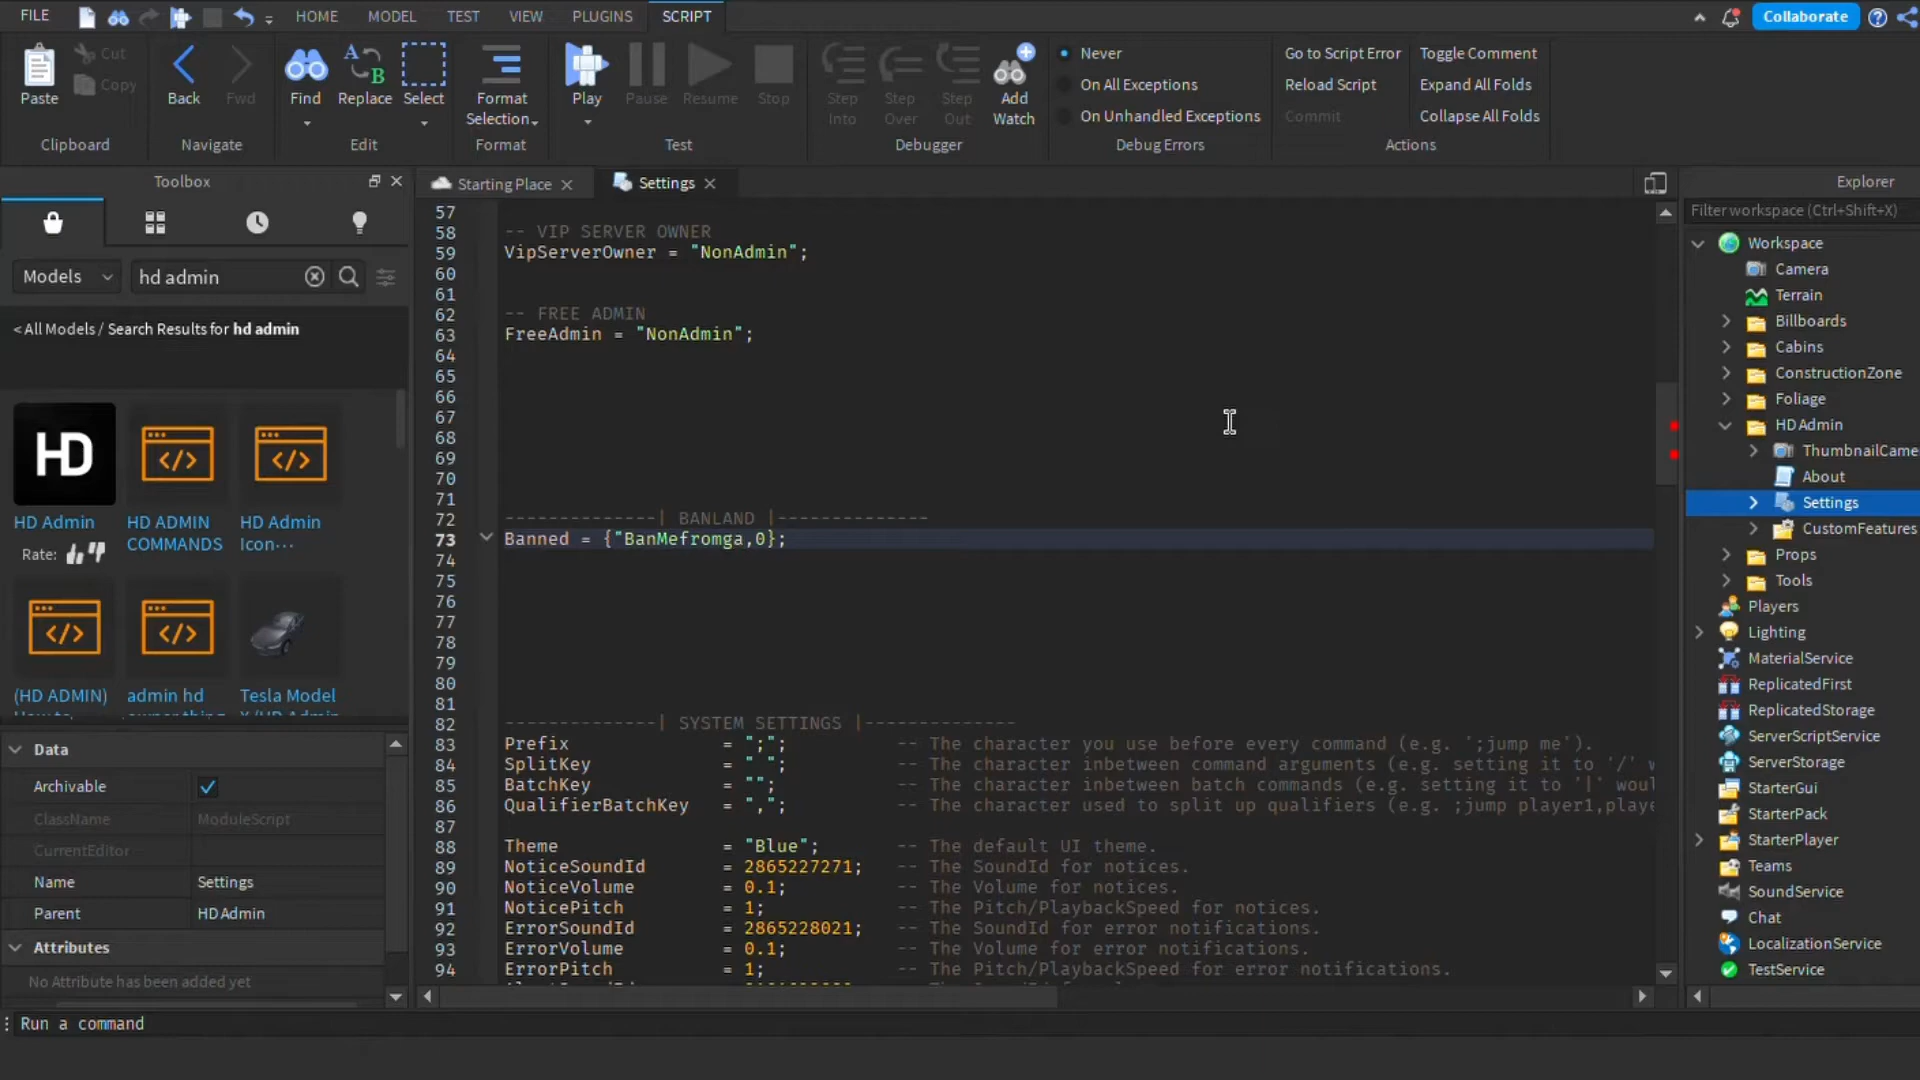 FILE HOME MODEL TEST VIEW PLUGINS SCRIPT Collaborate
Paste Cut Copy Clipboard
Back Fwd Navigate
Find Replace Select Edit
Format Selection Format
Play Pause Resume Stop Test
Step Into Step Over Step Out Add Watch Debugger
Never
On All Exceptions
On Unhandled Exceptions
Debug Errors
Go to Script Error Toggle Comment
Reload Script Expand All Folds
Commit Collapse All Folds
Actions
Toolbox
Models hd admin
< All Models / Search Results for hd admin
HD
HD Admin
Rate:
HD ADMIN COMMANDS
HD Admin Icon...
(HD ADMIN)
admin hd
Tesla Model
Data
Archivable
ClassName ModuleScript
CurrentEditor
Name Settings
Parent HD Admin
Attributes
No Attribute has been added yet
Run a command
Starting Place Settings
57
58 -- VIP SERVER OWNER
59 VipServerOwner = "NonAdmin";
60
61
62 -- FREE ADMIN
63 FreeAdmin = "NonAdmin";
64
65
66
67
68
69
70
71
72 --------------| BANLAND |--------------
73 Banned = {"BanMefromga,0};
74
75
76
77
78
79
80
81
82 --------------| SYSTEM SETTINGS |--------------
83 Prefix = ";"; -- The character you use before every command (e.g. ';jump me').
84 SplitKey = " "; -- The character inbetween command arguments (e.g. setting it to '/' w
85 BatchKey = ""; -- The character inbetween batch commands (e.g. setting it to '|' woul
86 QualifierBatchKey = ","; -- The character used to split up qualifiers (e.g. ;jump player1,playe
87
88 Theme = "Blue"; -- The default UI theme.
89 NoticeSoundId = 2865227271; -- The SoundId for notices.
90 NoticeVolume = 0.1; -- The Volume for notices.
91 NoticePitch = 1; -- The Pitch/PlaybackSpeed for notices.
92 ErrorSoundId = 2865228021; -- The SoundId for error notifications.
93 ErrorVolume = 0.1; -- The Volume for error notifications.
94 ErrorPitch = 1; -- The Pitch/PlaybackSpeed for error notifications.
Explorer
Filter workspace (Ctrl+Shift+X)
Workspace
Camera
Terrain
Billboards
Cabins
ConstructionZone
Foliage
HD Admin
ThumbnailCame
About
Settings
CustomFeatures
Props
Tools
Players
Lighting
MaterialService
ReplicatedFirst
ReplicatedStorage
ServerScriptService
ServerStorage
StarterGui
StarterPack
StarterPlayer
Teams
SoundService
Chat
LocalizationService
TestService